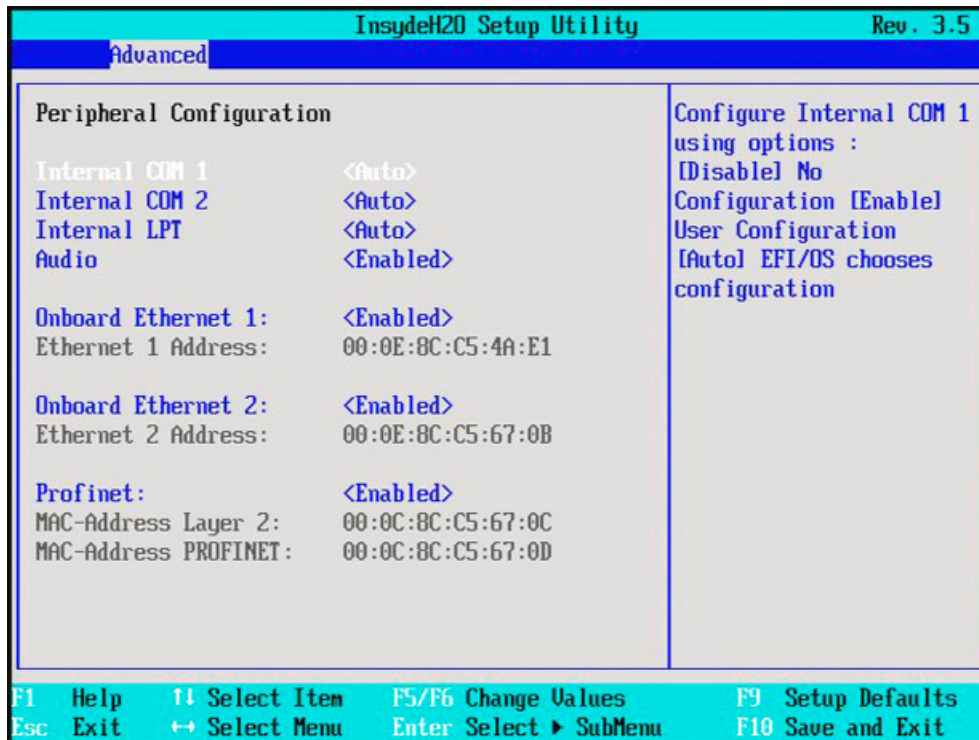 InsydeH2O Setup Utility Rev. 3.5
Advanced
Peripheral Configuration
Internal COM 1 <Auto>
Internal COM 2 <Auto>
Internal LPT <Auto>
Audio <Enabled>
Onboard Ethernet 1: <Enabled>
Ethernet 1 Address: 00:0E:8C:C5:4A:E1
Onboard Ethernet 2: <Enabled>
Ethernet 2 Address: 00:0E:8C:C5:67:0B
Profinet: <Enabled>
MAC-Address Layer 2: 00:0C:8C:C5:67:0C
MAC-Address PROFINET: 00:0C:8C:C5:67:0D
Configure Internal COM 1
using options :
[Disable] No
Configuration [Enable]
User Configuration
[Auto] EFI/OS chooses
configuration
F1 Help ↑↓ Select Item F5/F6 Change Values F9 Setup Defaults
Esc Exit ↔ Select Menu Enter Select ▶ SubMenu F10 Save and Exit